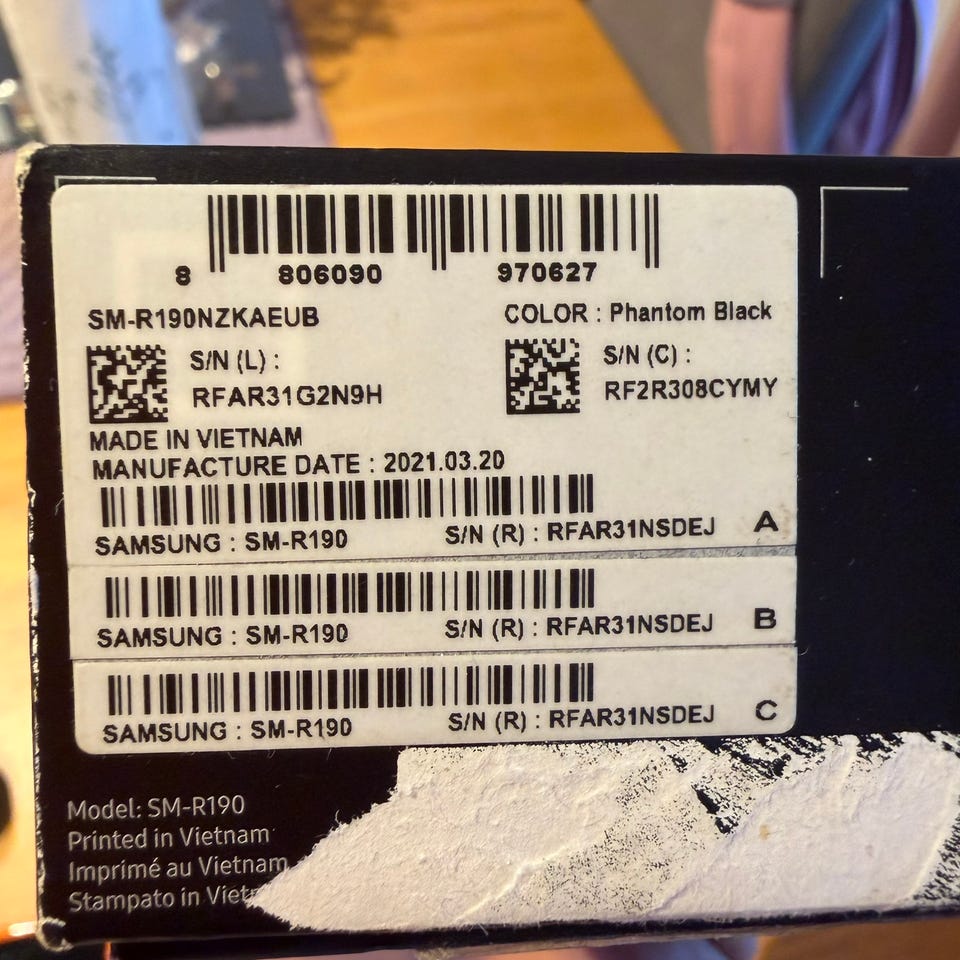 8 806090 970627
SM-R190NZKAEUB COLOR : Phantom Black
S/N (L) : S/N (C) :
RFAR31G2N9H RF2R308CYMY
MADE IN VIETNAM
MANUFACTURE DATE : 2021.03.20
SAMSUNG : SM-R190 S/N (R) : RFAR31NSDEJ A
SAMSUNG : SM-R190 S/N (R) : RFAR31NSDEJ B
SAMSUNG : SM-R190 S/N (R) : RFAR31NSDEJ C
Model: SM-R190
Printed in Vietnam
Imprimé au Vietnam
Stampato in